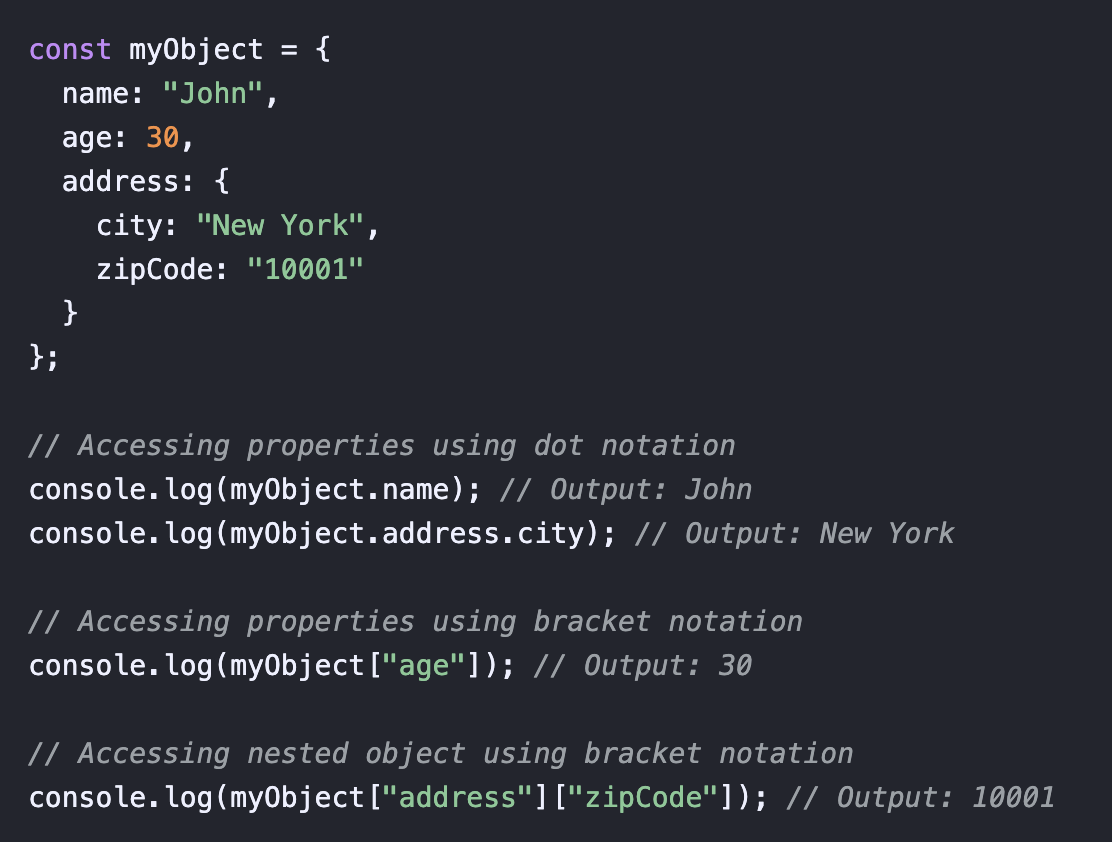 const myObject = {
  name: "John",
  age: 30,
  address: {
    city: "New York",
    zipCode: "10001"
  }
};

// Accessing properties using dot notation
console.log(myObject.name); // Output: John
console.log(myObject.address.city); // Output: New York

// Accessing properties using bracket notation
console.log(myObject["age"]); // Output: 30

// Accessing nested object using bracket notation
console.log(myObject["address"]["zipCode"]); // Output: 10001